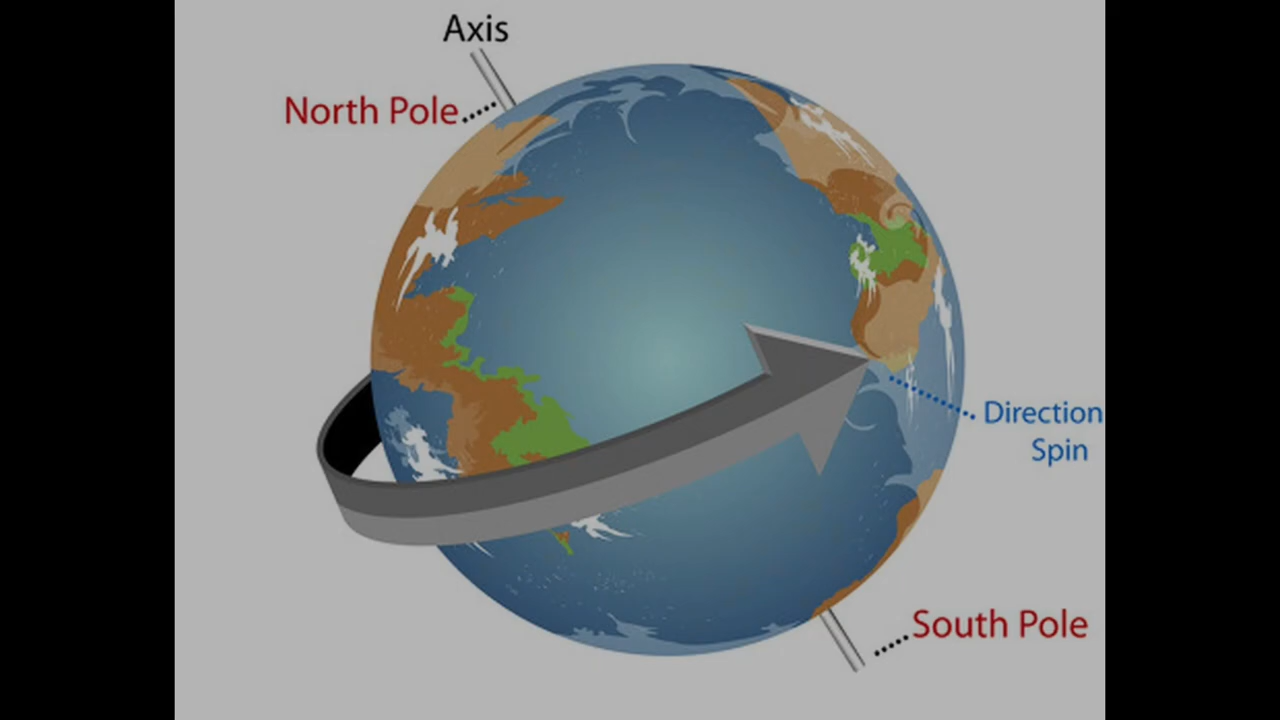 Axis
North Pole
Direction
Spin
South Pole